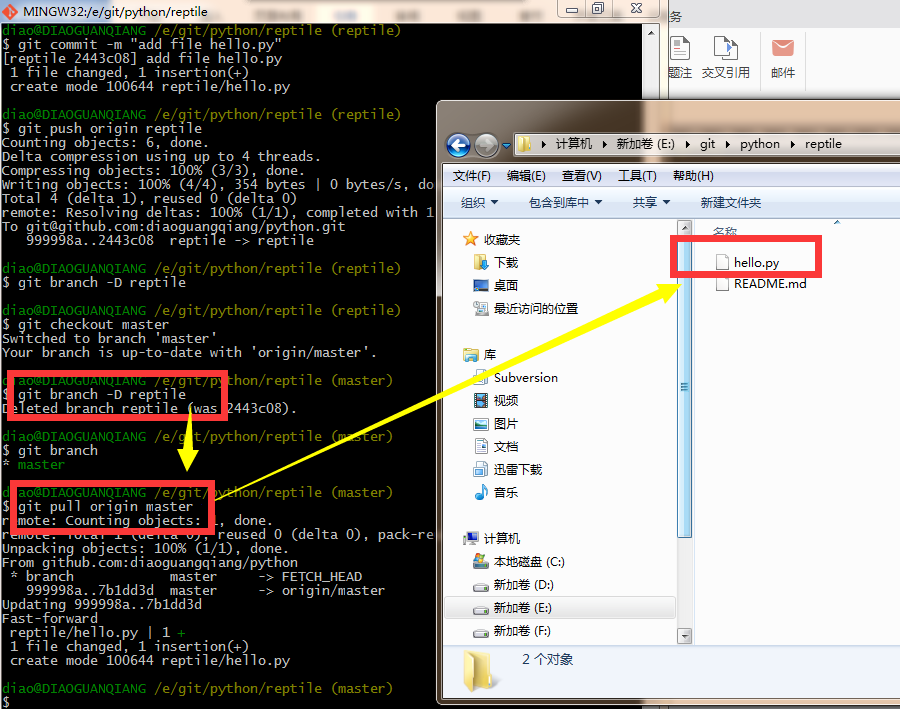 MINGW32:/e/git/python/reptile
diao@DIAOGUANQIANG /e/git/python/reptile (reptile)
$ git commit -m "add file hello.py"
[reptile 2443c08] add file hello.py
 1 file changed, 1 insertion(+)
 create mode 100644 reptile/hello.py
diao@DIAOGUANQIANG /e/git/python/reptile (reptile)
$ git push origin reptile
Counting objects: 6, done.
Delta compression using up to 4 threads.
Compressing objects: 100% (3/3), done.
Writing objects: 100% (4/4), 354 bytes | 0 bytes/s, do
Total 4 (delta 1), reused 0 (delta 0)
remote: Resolving deltas: 100% (1/1), completed with 1
To git@github.com:diaoguangqiang/python.git
   999998a..2443c08  reptile -> reptile
diao@DIAOGUANQIANG /e/git/python/reptile (reptile)
$ git branch -D reptile
diao@DIAOGUANQIANG /e/git/python/reptile (reptile)
$ git checkout master
Switched to branch 'master'
Your branch is up-to-date with 'origin/master'.
diao@DIAOGUANQIANG /e/git/python/reptile (master)
$ git branch -D reptile
Deleted branch reptile (was 2443c08).
diao@DIAOGUANQIANG /e/git/python/reptile (master)
$ git branch
* master
diao@DIAOGUANQIANG /e/git/python/reptile (master)
$ git pull origin master
remote: Counting objects: 1, done.
remote: Total 1 (delta 0), reused 0 (delta 0), pack-re
Unpacking objects: 100% (1/1), done.
From github.com:diaoguangqiang/python
 * branch            master     -> FETCH_HEAD
   999998a..7b1dd3d  master     -> origin/master
Updating 999998a..7b1dd3d
Fast-forward
 reptile/hello.py | 1 +
 1 file changed, 1 insertion(+)
 create mode 100644 reptile/hello.py
diao@DIAOGUANQIANG /e/git/python/reptile (master)
$
务
题注 交叉引用 邮件
计算机 新加卷 (E:) git python reptile
文件(F) 编辑(E) 查看(V) 工具(T) 帮助(H)
组织 包含到库中 共享 新建文件夹
收藏夹
下载
桌面
最近访问的位置
库
Subversion
视频
图片
文档
迅雷下载
音乐
计算机
本地磁盘 (C:)
新加卷 (D:)
新加卷 (E:)
新加卷 (F:)
名称
hello.py
README.md
2 个对象